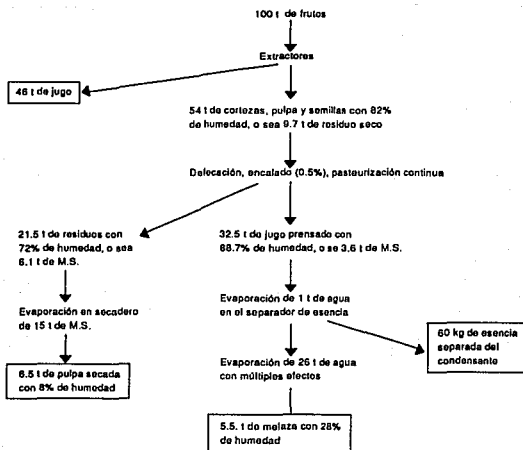 100 t de frutos
Extractores
46 t de jugo
54 t de cortezas, pulpa y semillas con 82%
de humedad, o sea 9.7 t de residuo seco
Defecación, encalado (0.5%), pasteurización continua
21.5 t de residuos con
72% de humedad, o sea
6.1 t de M.S.
32.5 t de jugo prensado con
88.7% de humedad, o se 3.6 t de M.S.
Evaporación en secadero
de 15 t de M.S.
Evaporación de 1 t de agua
en el separador de esencia
60 kg de esencia
separada del
condensante
6.5 t de pulpa secada
con 8% de humedad
Evaporación de 26 t de agua
con múltiples efectos
5.5. t de melaza con 28%
de humedad